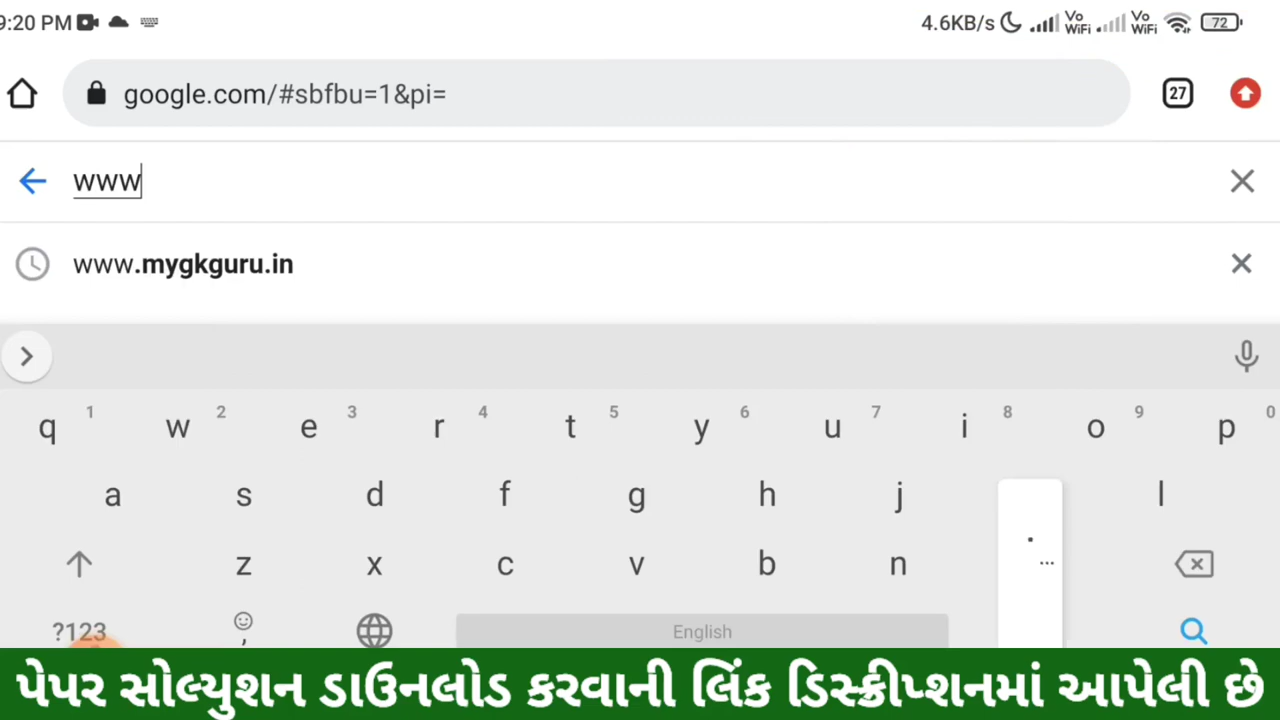 9:20 PM 4.6KB/s Vo WiFi Vo WiFi 72
google.com/#sbfbu=1&pi= 27
www
www.mygkguru.in
q 1 w 2 e 3 r 4 t 5 y 6 u 7 i 8 o 9 p 0
a s d f g h j l
z x c v b n . ...
?123 , English
પેપર સોલ્યુશન ડાઉનલોડ કરવાની લિંક ડિસ્ક્રીપ્શનમાં આપેલી છે